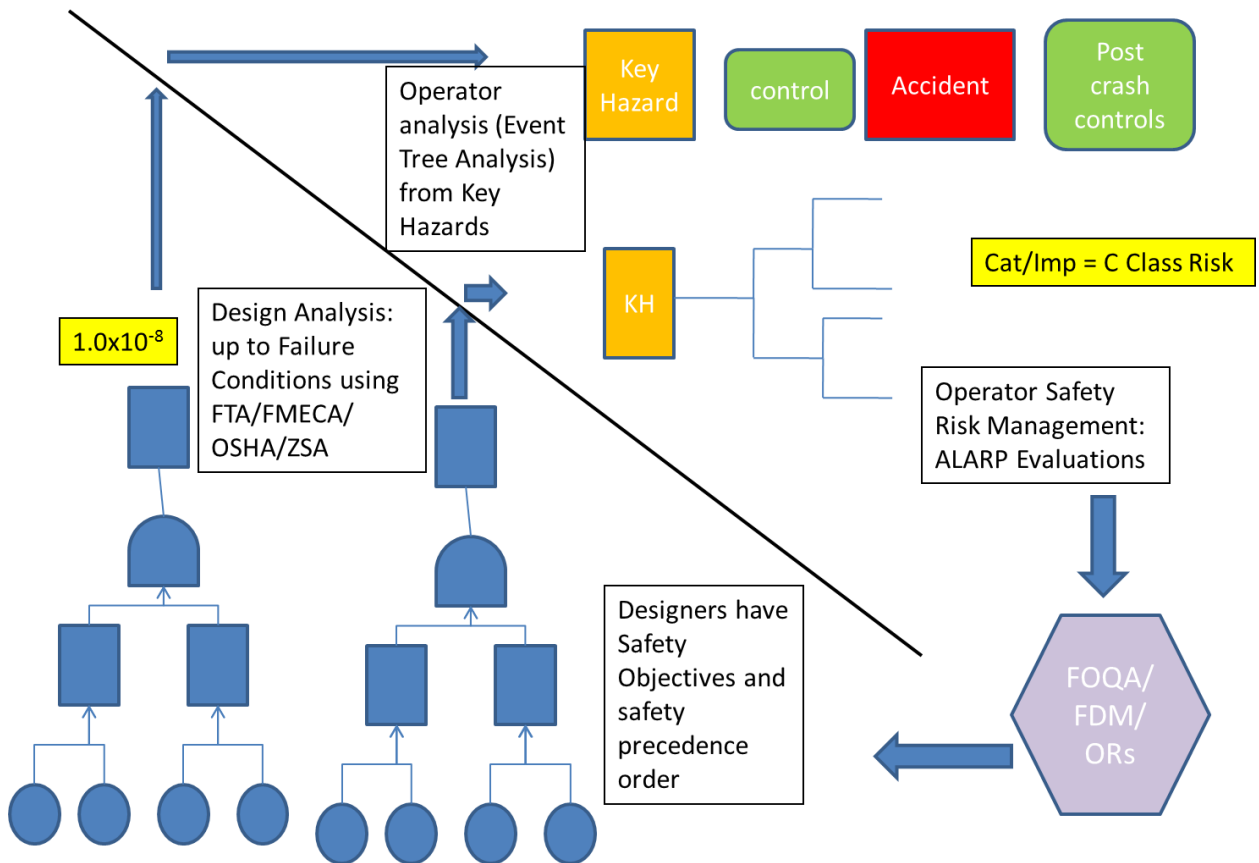 Key
Hazard
control
Accident
Post
crash
controls
Operator
analysis (Event
Tree Analysis)
from Key
Hazards
KH
Cat/Imp = C Class Risk
1.0x10⁻⁸
Design Analysis:
up to Failure
Conditions using
FTA/FMECA/
OSHA/ZSA
Operator Safety
Risk Management:
ALARP Evaluations
Designers have
Safety
Objectives and
safety
precedence
order
FOQA/
FDM/
ORs